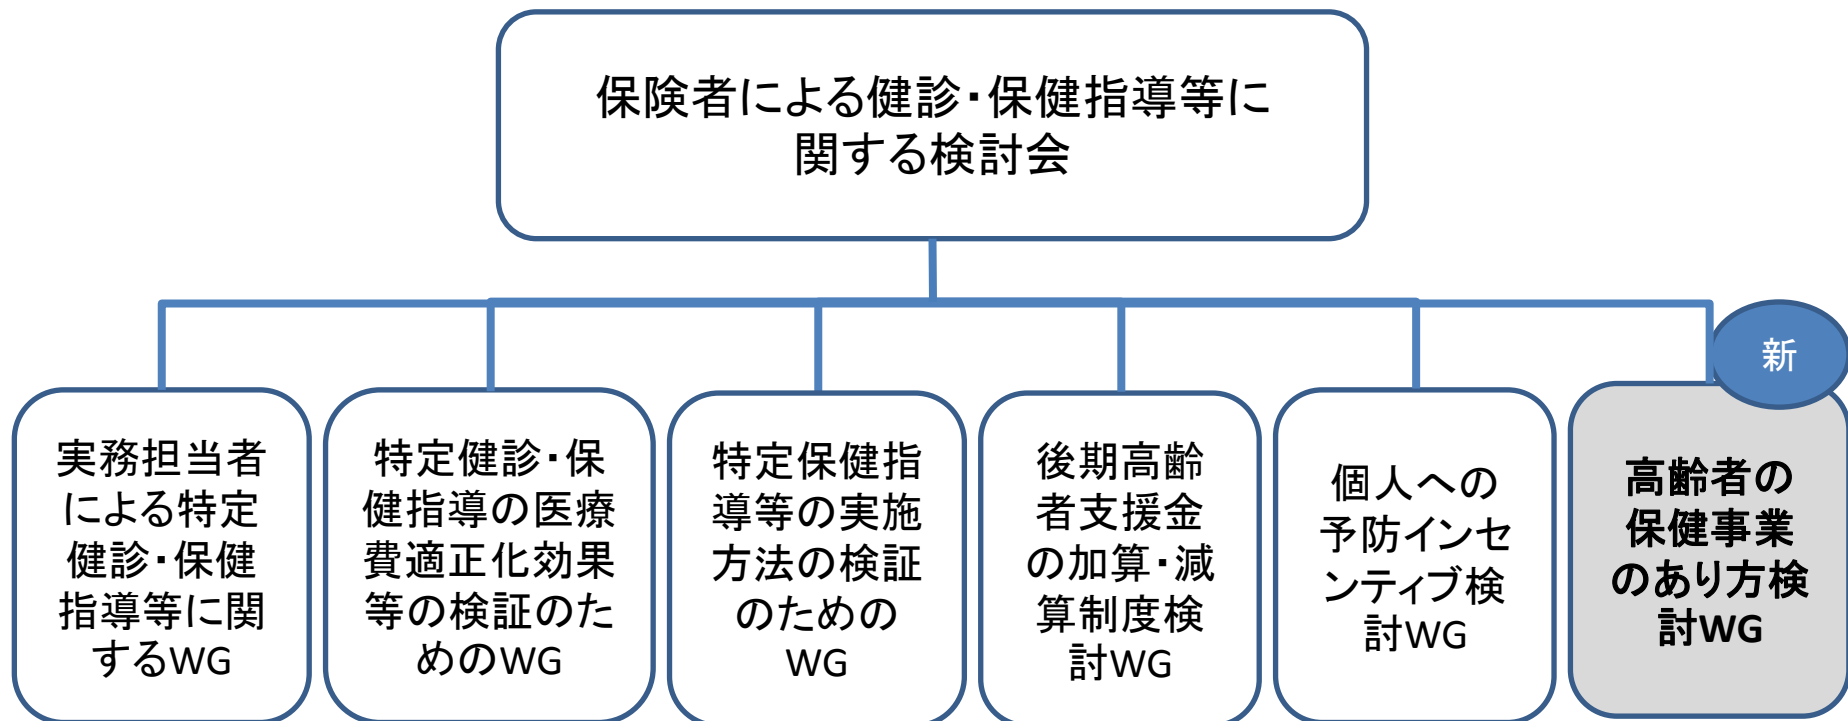 保険者による健診・保健指導等に
関する検討会
新
実務担当者
による特定
健診・保健
指導等に関
するWG
特定健診・保
健指導の医療
費適正化効果
等の検証のた
めのWG
特定保健指
導等の実施
方法の検証
のための
WG
後期高齢
者支援金
の加算・減
算制度検
討WG
個人への
予防インセ
ンティブ検
討WG
高齢者の
保健事業
のあり方検
討WG